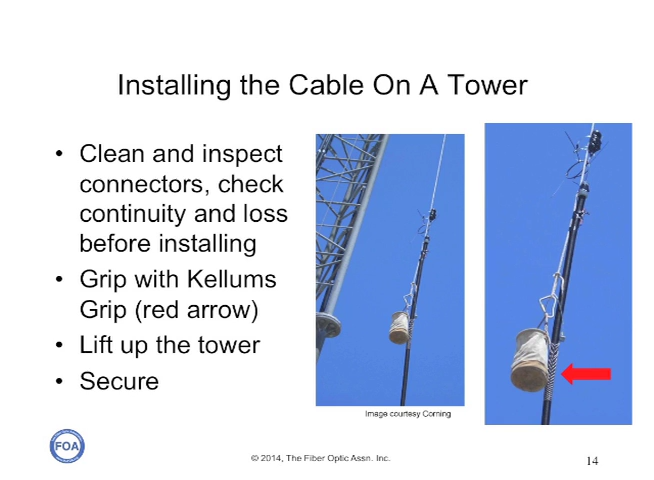 Installing the Cable On A Tower
• Clean and inspect
connectors, check
continuity and loss
before installing
• Grip with Kellums
Grip (red arrow)
• Lift up the tower
• Secure
Image courtesy Corning
FOA
© 2014, The Fiber Optic Assn. Inc.
14